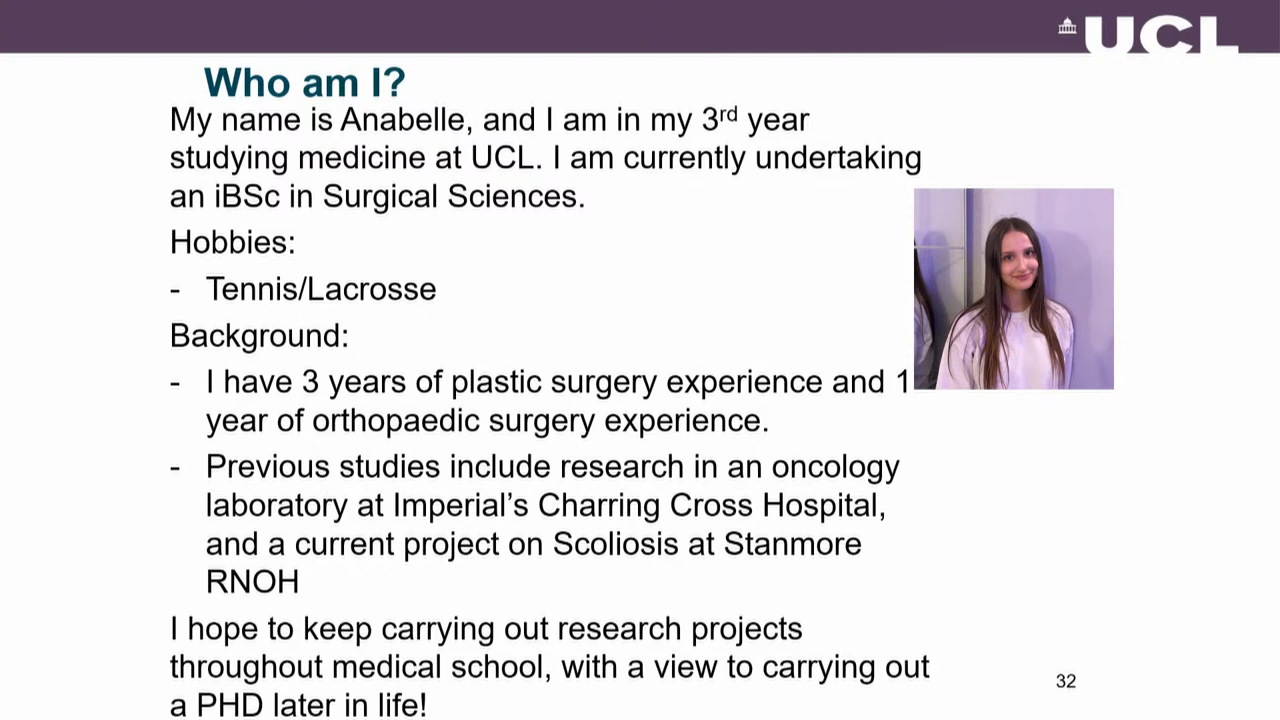 UCL
Who am I?
My name is Anabelle, and I am in my 3rd year
studying medicine at UCL. I am currently undertaking
an iBSc in Surgical Sciences.
Hobbies:
- Tennis/Lacrosse
Background:
- I have 3 years of plastic surgery experience and 1
year of orthopaedic surgery experience.
- Previous studies include research in an oncology
laboratory at Imperial’s Charring Cross Hospital,
and a current project on Scoliosis at Stanmore
RNOH
I hope to keep carrying out research projects
throughout medical school, with a view to carrying out
a PHD later in life!
32